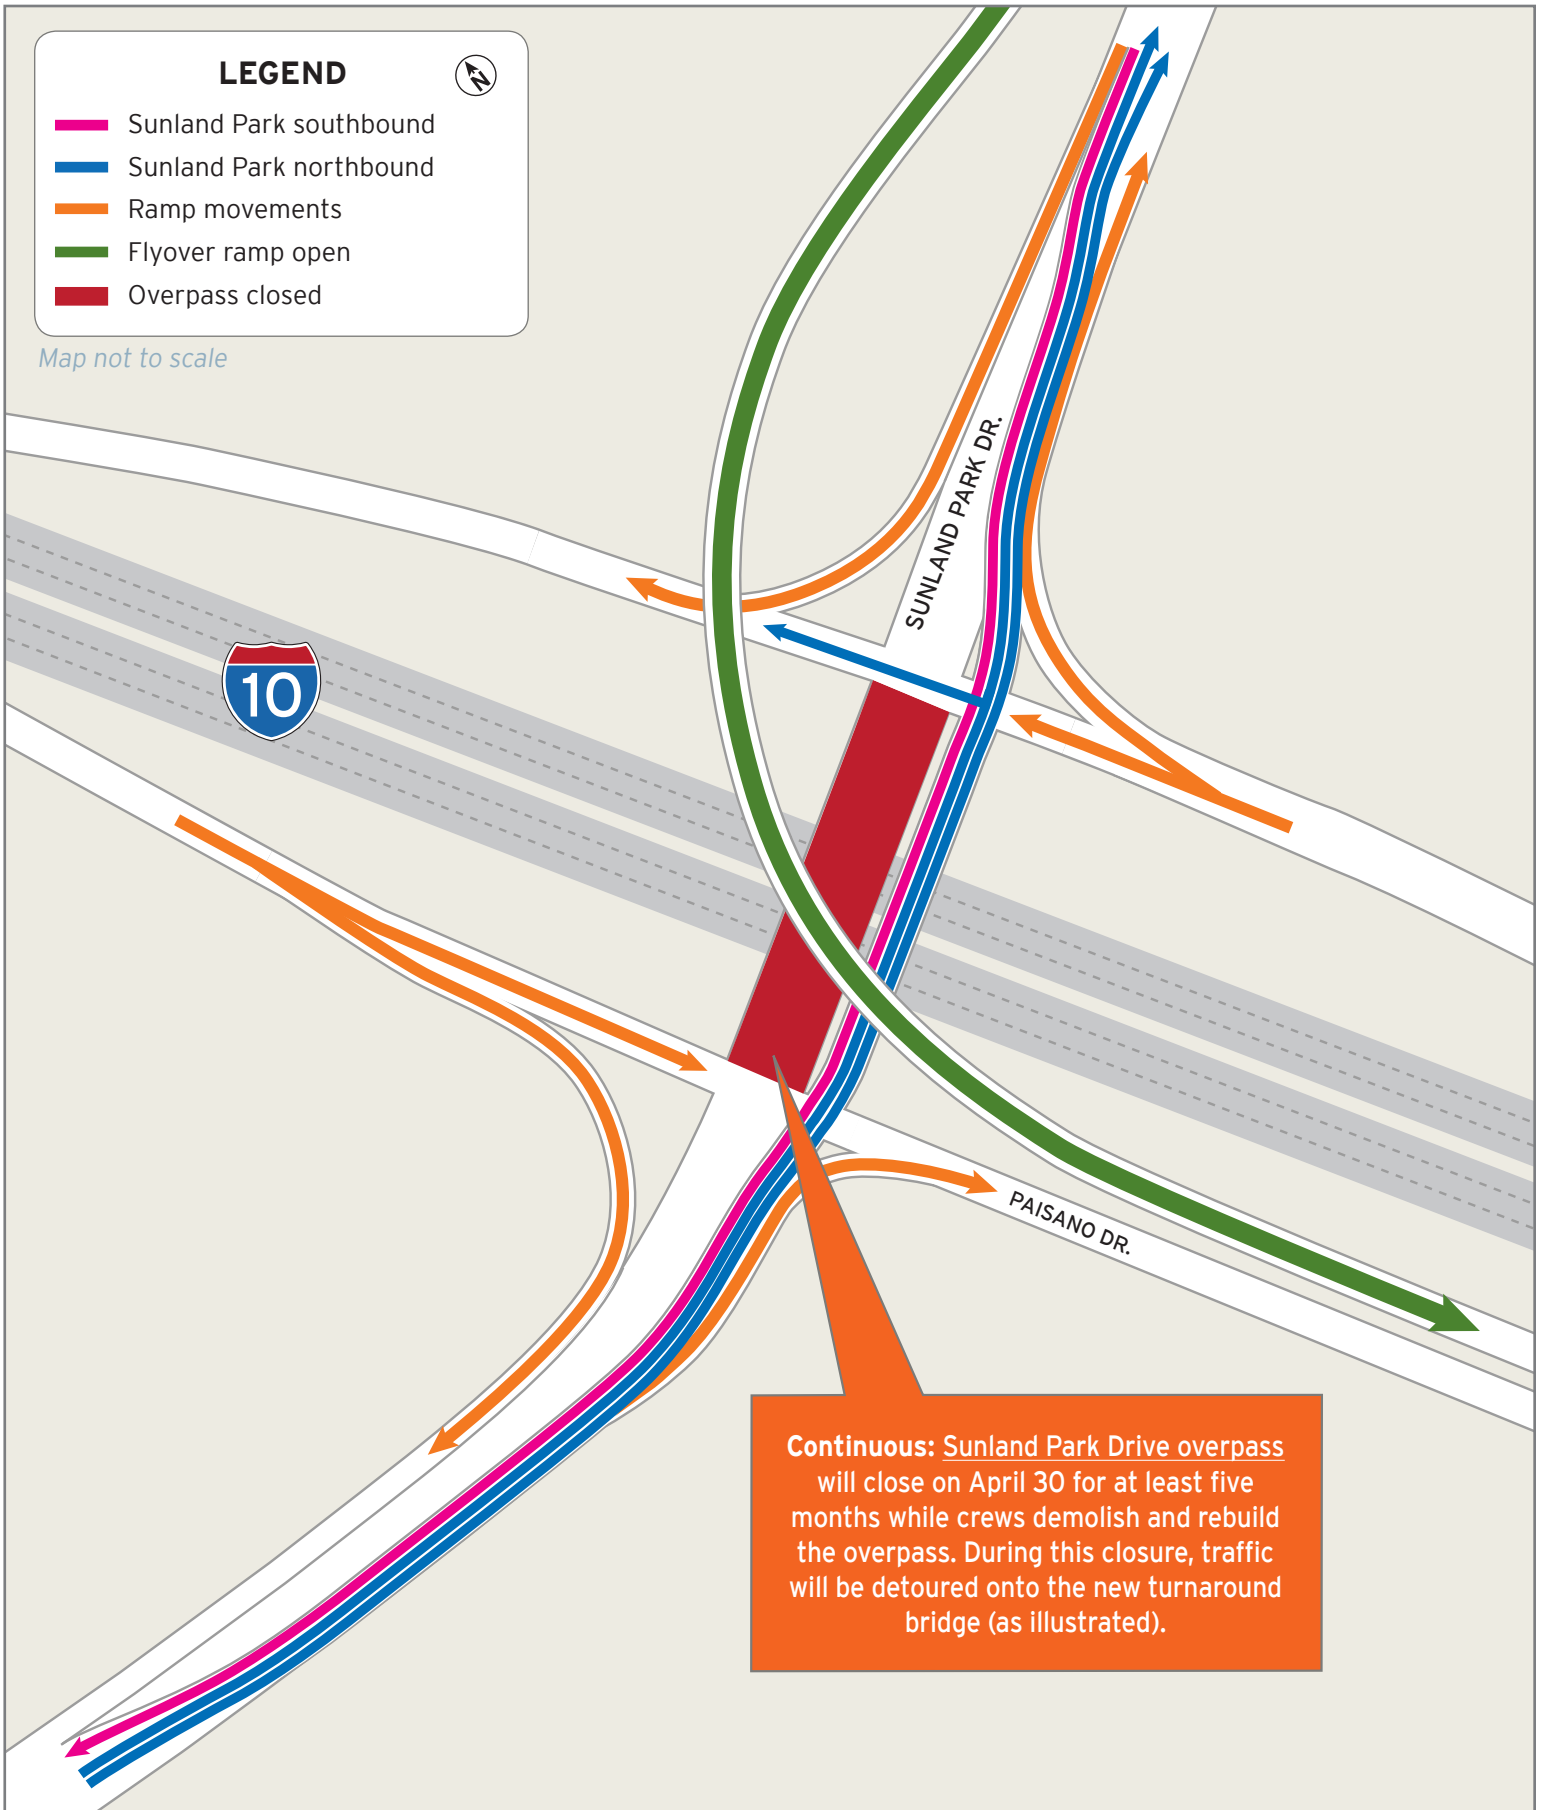 LEGEND
N
Sunland Park southbound
Sunland Park northbound
Ramp movements
Flyover ramp open
Overpass closed
Map not to scale
SUNLAND PARK DR.
10
PAISANO DR.
Continuous: Sunland Park Drive overpass
will close on April 30 for at least five
months while crews demolish and rebuild
the overpass. During this closure, traffic
will be detoured onto the new turnaround
bridge (as illustrated).